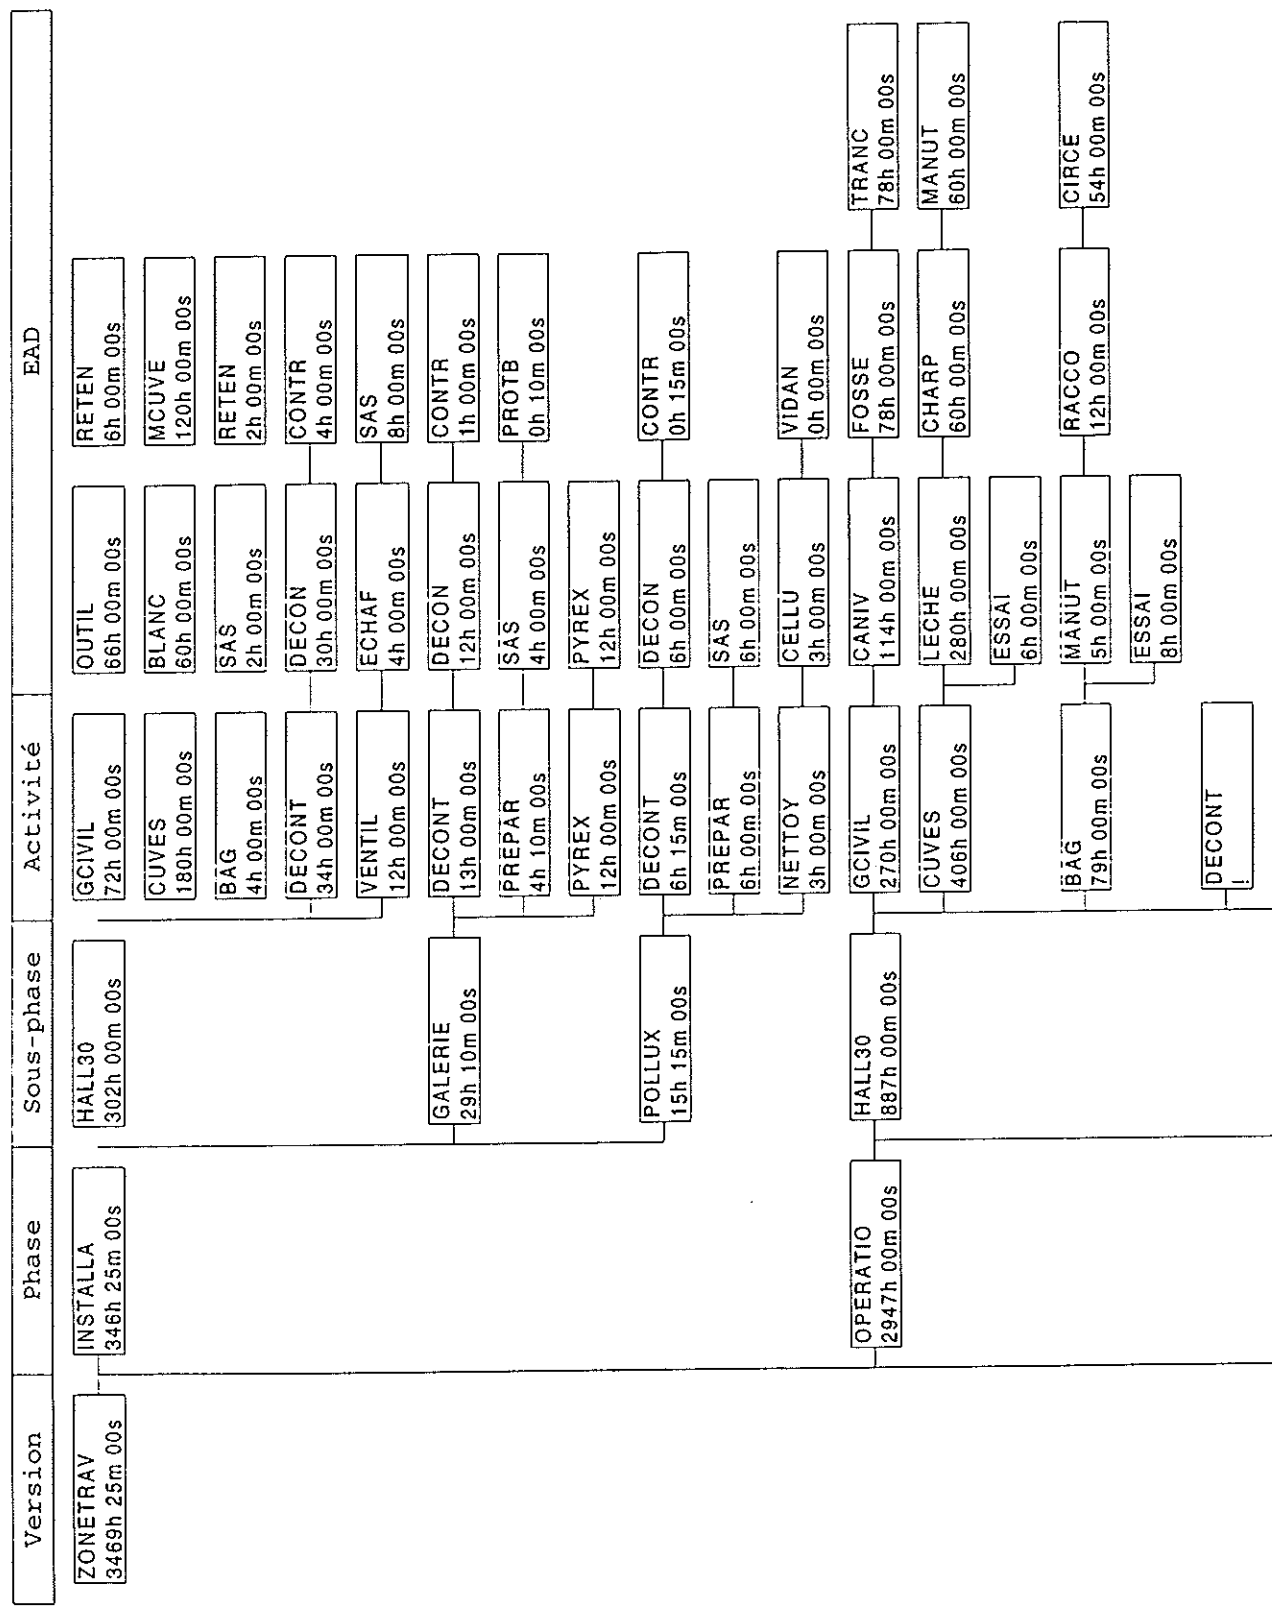 Version Phase Sous-phase Activité EAD
ZONETRAV
3469h 25m 00s
INSTALLA
346h 25m 00s
HALL30
302h 00m 00s
GCIVIL
72h 00m 00s
OUTIL
66h 00m 00s
RETEN
6h 00m 00s
CUVES
180h 00m 00s
BLANC
60h 00m 00s
MCUVE
120h 00m 00s
BAG
4h 00m 00s
SAS
2h 00m 00s
RETEN
2h 00m 00s
DECONT
34h 00m 00s
DECON
30h 00m 00s
CONTR
4h 00m 00s
VENTIL
12h 00m 00s
ECHAF
4h 00m 00s
SAS
8h 00m 00s
GALERIE
29h 10m 00s
DECONT
13h 00m 00s
DECON
12h 00m 00s
CONTR
1h 00m 00s
PREPAR
4h 10m 00s
SAS
4h 00m 00s
PROTB
0h 10m 00s
PYREX
12h 00m 00s
PYREX
12h 00m 00s
POLLUX
15h 15m 00s
DECONT
6h 15m 00s
DECON
6h 00m 00s
CONTR
0h 15m 00s
PREPAR
6h 00m 00s
SAS
6h 00m 00s
NETTOY
3h 00m 00s
CELLU
3h 00m 00s
VIDAN
0h 00m 00s
OPERATIO
2947h 00m 00s
HALL30
887h 00m 00s
GCIVIL
270h 00m 00s
CANIV
114h 00m 00s
FOSSE
78h 00m 00s
TRANC
78h 00m 00s
CUVES
406h 00m 00s
LECHE
280h 00m 00s
CHARP
60h 00m 00s
MANUT
60h 00m 00s
ESSAI
6h 00m 00s
BAG
79h 00m 00s
MANUT
5h 00m 00s
RACCO
12h 00m 00s
CIRCE
54h 00m 00s
ESSAI
8h 00m 00s
DECONT